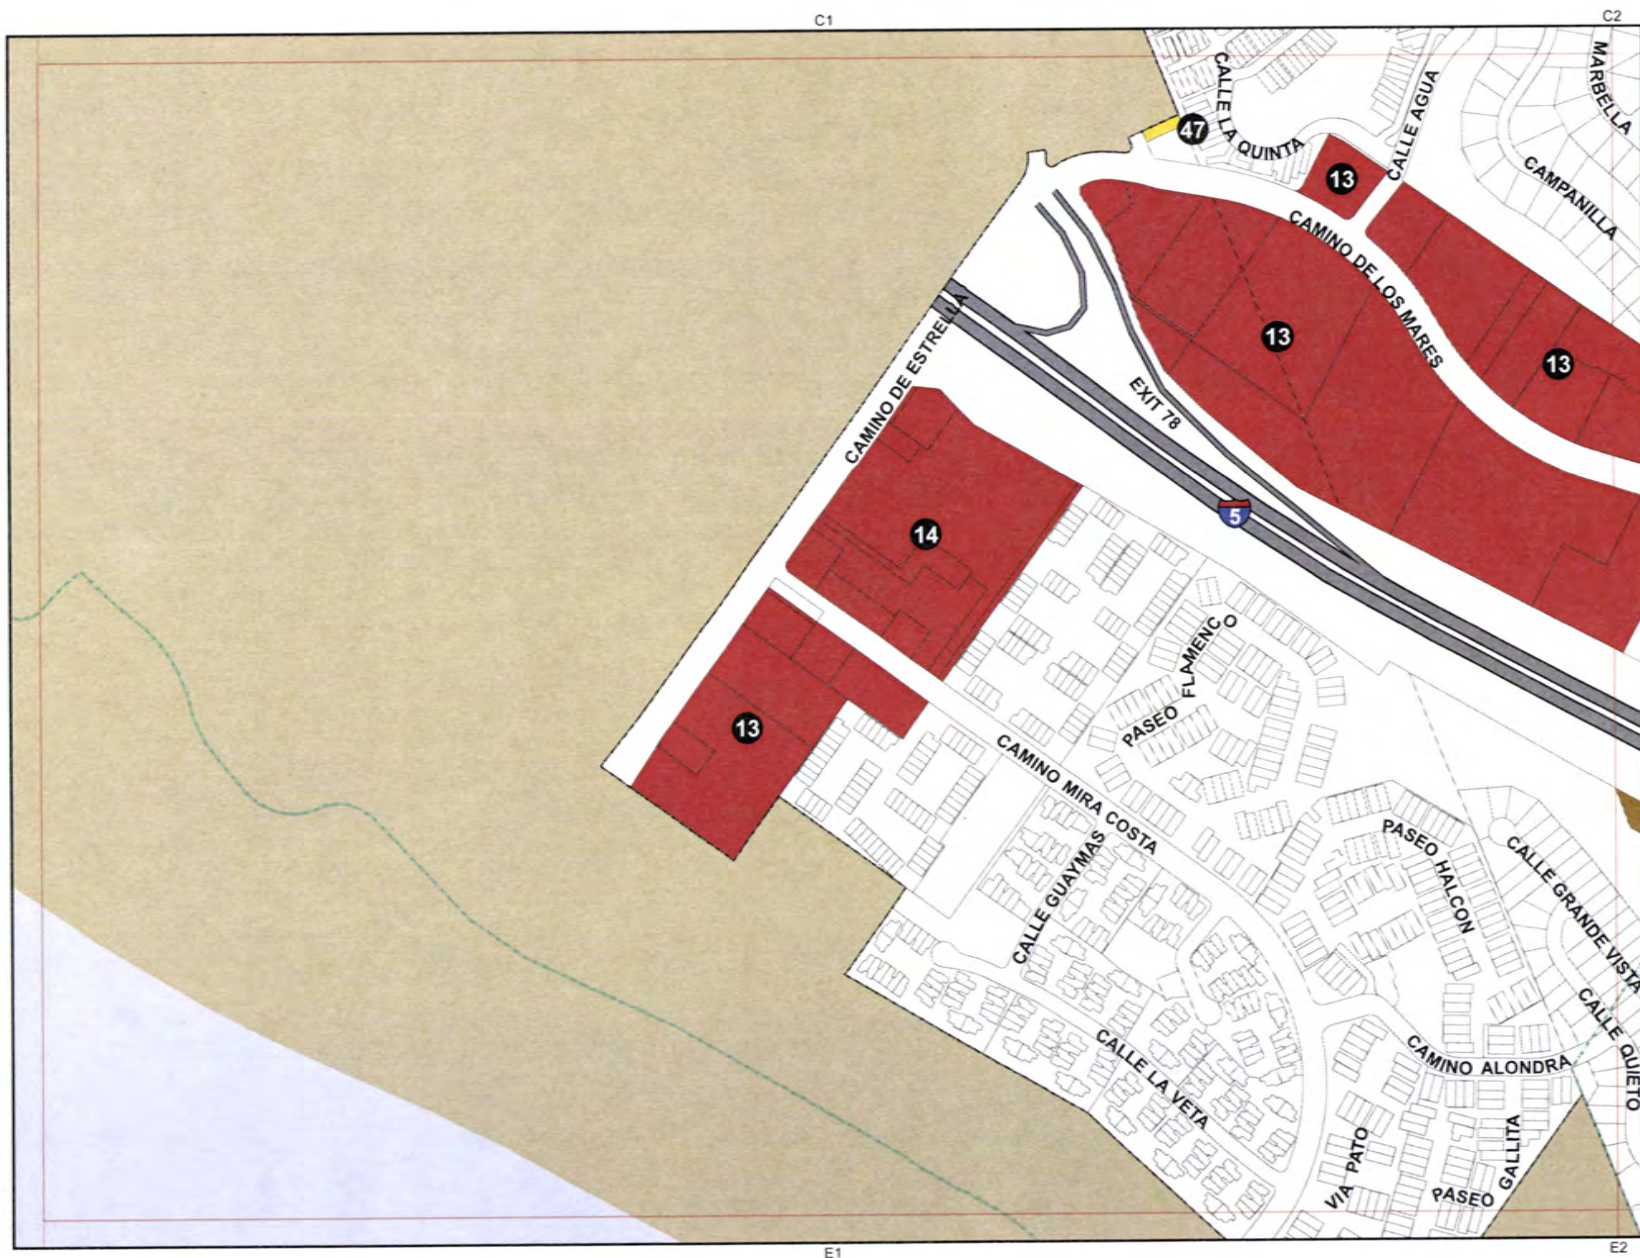 C1
C2
MARBELLA
CALLE LA QUINTA
CALLE AGUA
47
13
CAMPANILLA
CAMINO DE LOS MARES
13
13
CAMINO DE ESTRELLA
EXIT 78
5
14
PASEO FLAMENCO
13
CAMINO MIRA COSTA
PASEO HALCON
CALLE GRANDE VISTA
CALLE GUAYMAS
CALLE QUIETO
CALLE LA VETA
CAMINO ALONDRA
VIA PATO
PASEO GALLITA
E1
E2